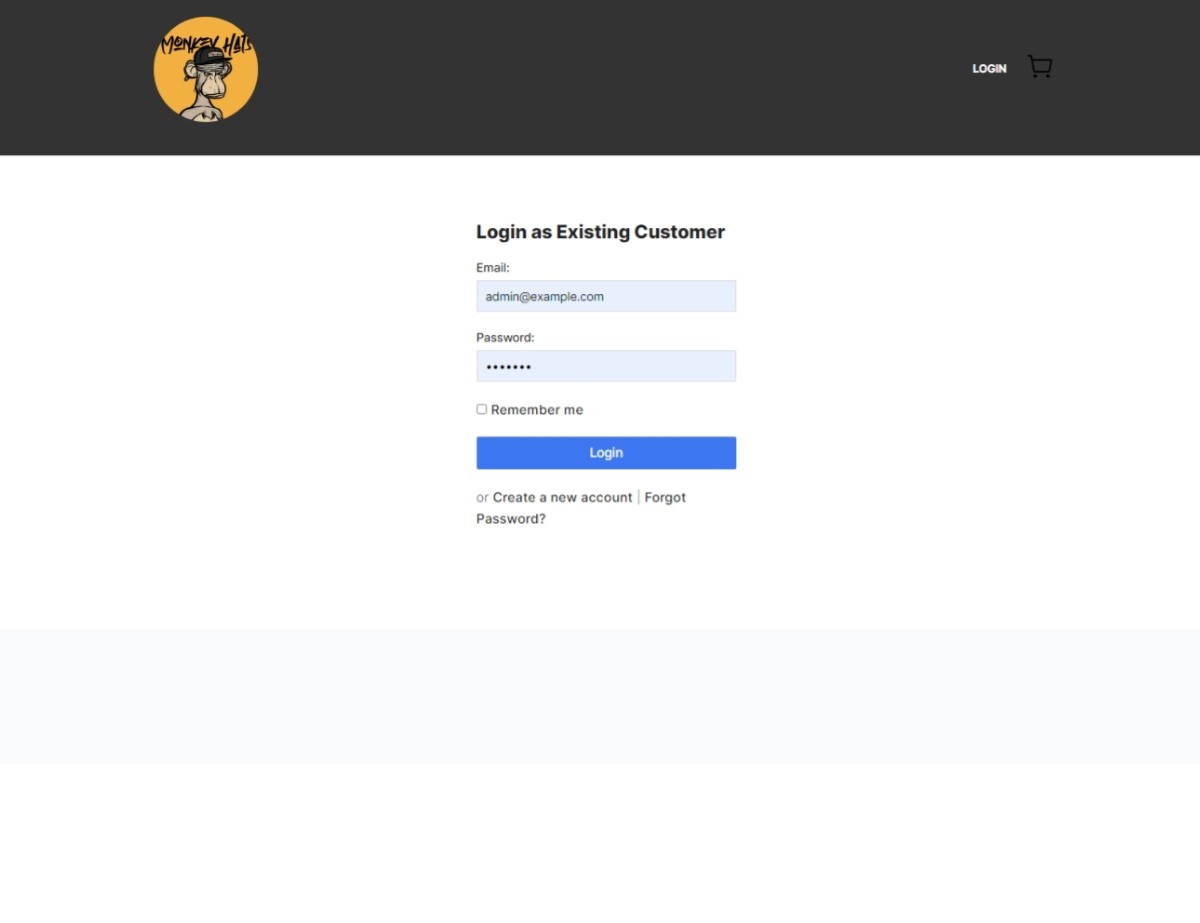 MONKEY HATS
LOGIN
Login as Existing Customer
Email:
admin@example.com
Password:
•••••••
Remember me
Login
or Create a new account | Forgot
Password?